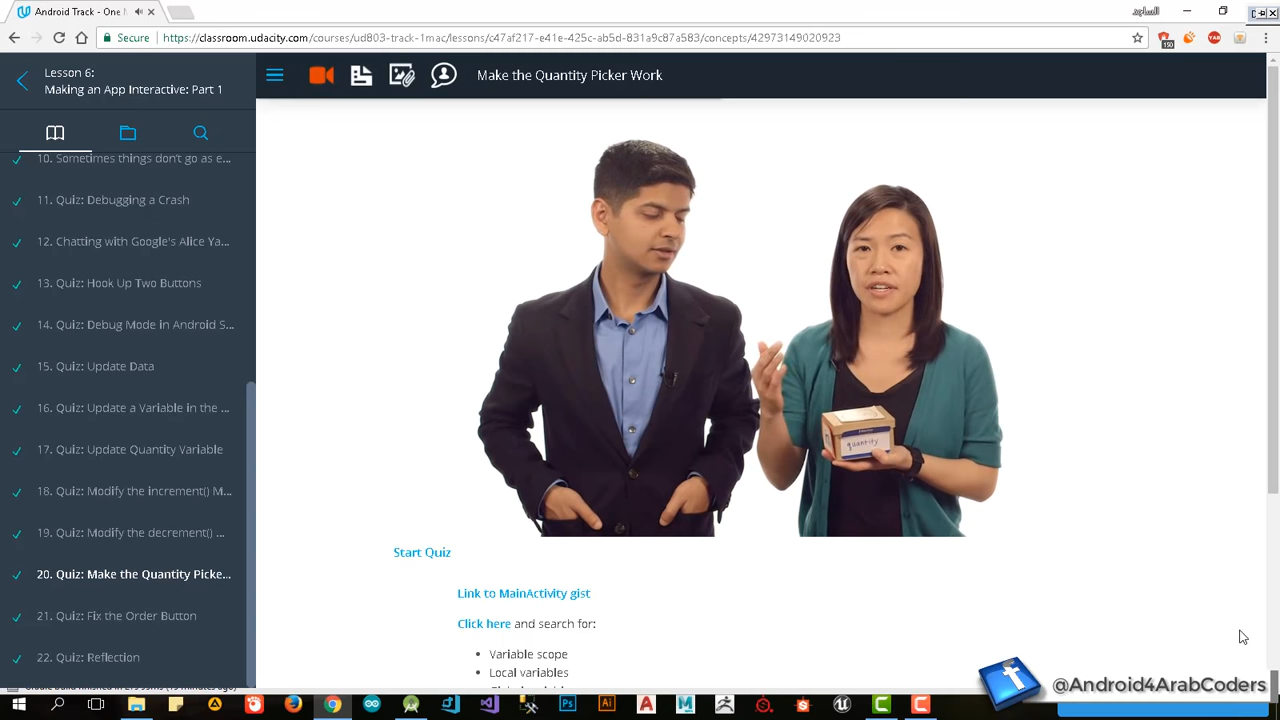 Android Track - One M
الساجد
Secure
https://classroom.udacity.com/courses/ud803-track-1mac/lessons/c47af217-e41e-425c-ab5d-831a9c87a583/concepts/42973149020923
150
YAB
Lesson 6:
Making an App Interactive: Part 1
Make the Quantity Picker Work
10. Sometimes things don't go as e...
11. Quiz: Debugging a Crash
12. Chatting with Google's Alice Ya...
13. Quiz: Hook Up Two Buttons
14. Quiz: Debug Mode in Android S...
15. Quiz: Update Data
16. Quiz: Update a Variable in the ...
17. Quiz: Update Quantity Variable
18. Quiz: Modify the increment() M...
19. Quiz: Modify the decrement() ...
20. Quiz: Make the Quantity Picke...
21. Quiz: Fix the Order Button
22. Quiz: Reflection
quantity
Start Quiz
Link to MainActivity gist
Click here and search for:
• Variable scope
• Local variables
@Android4ArabCoders